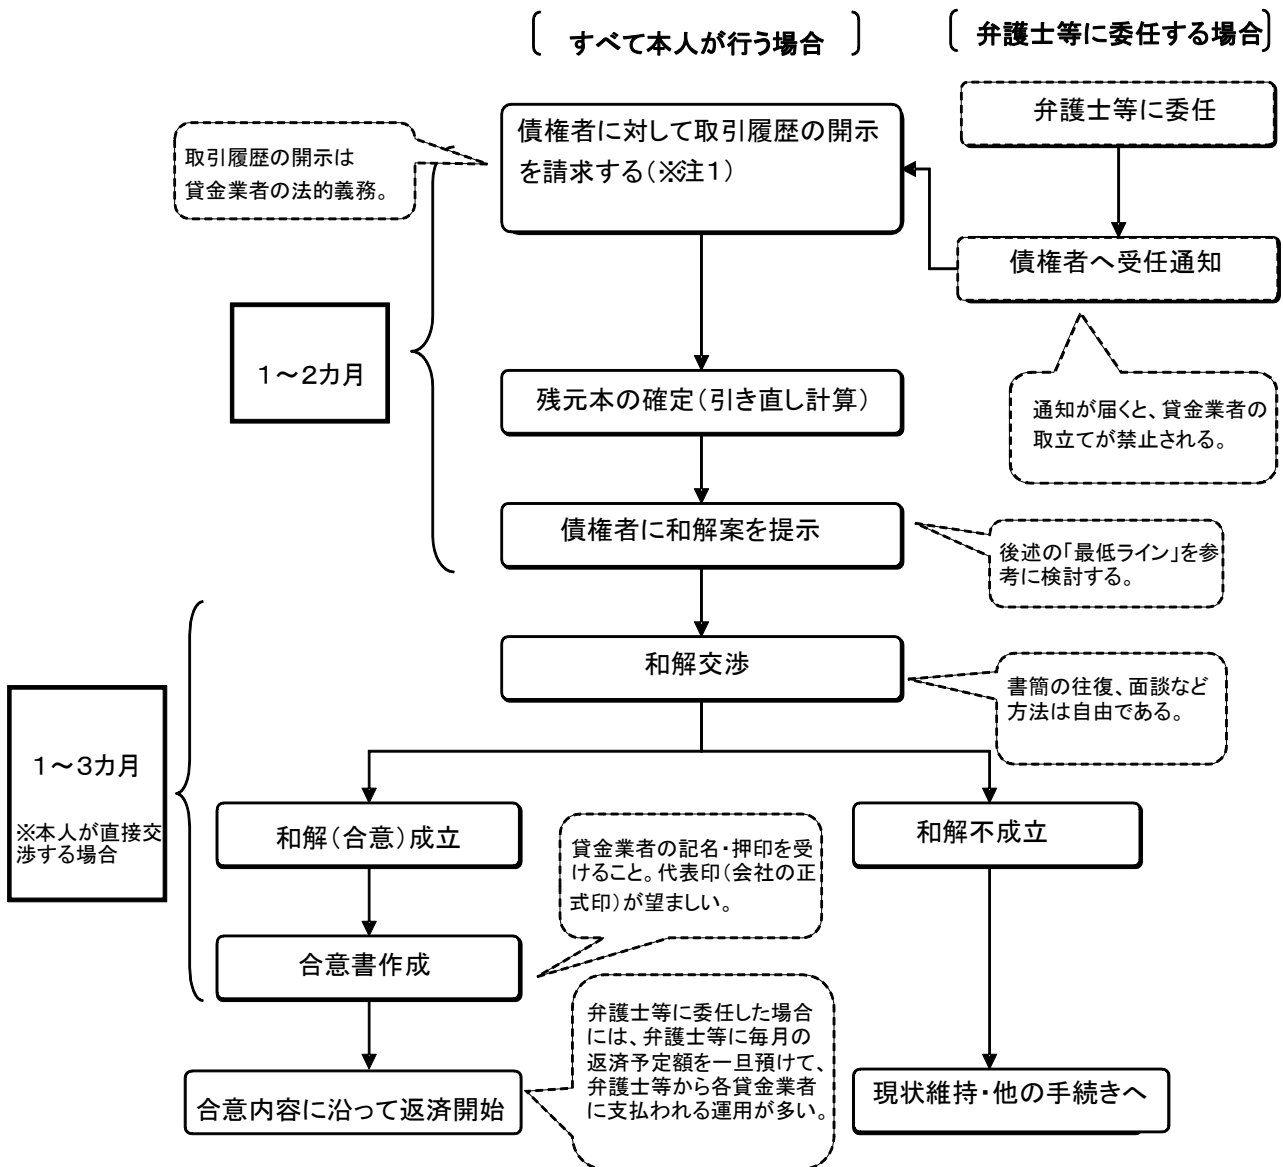 〔 すべて本人が行う場合 〕
〔 弁護士等に委任する場合 〕
弁護士等に委任
債権者に対して取引履歴の開示
を請求する(※注1)
取引履歴の開示は
貸金業者の法的義務。
債権者へ受任通知
1~2カ月
残元本の確定(引き直し計算)
通知が届くと、貸金業者の
取立てが禁止される。
債権者に和解案を提示
後述の「最低ライン」を参
考に検討する。
和解交渉
書簡の往復、面談など
方法は自由である。
1~3カ月
※本人が直接交
渉する場合
和解(合意)成立
和解不成立
貸金業者の記名・押印を受
けること。代表印(会社の正
式印)が望ましい。
合意書作成
弁護士等に委任した場合
には、弁護士等に毎月の
返済予定額を一旦預けて、
弁護士等から各貸金業者
に支払われる運用が多い。
合意内容に沿って返済開始
現状維持・他の手続きへ